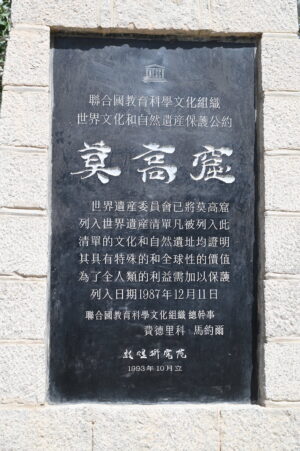 聯合國教育科學文化組織
世界文化和自然遺産保護公約
莫高窟
世界遺産委員會已將莫高窟
列入世界遺産清單凡被列入此
清單的文化和自然遺址均證明
其具有特殊的和全球性的價值
為了全人類的利益需加以保護
列入日期1987年12月11日
聯合國教育科學文化組織 總幹事
費德里科 馬約爾
敦煌研究院
1993年10月立